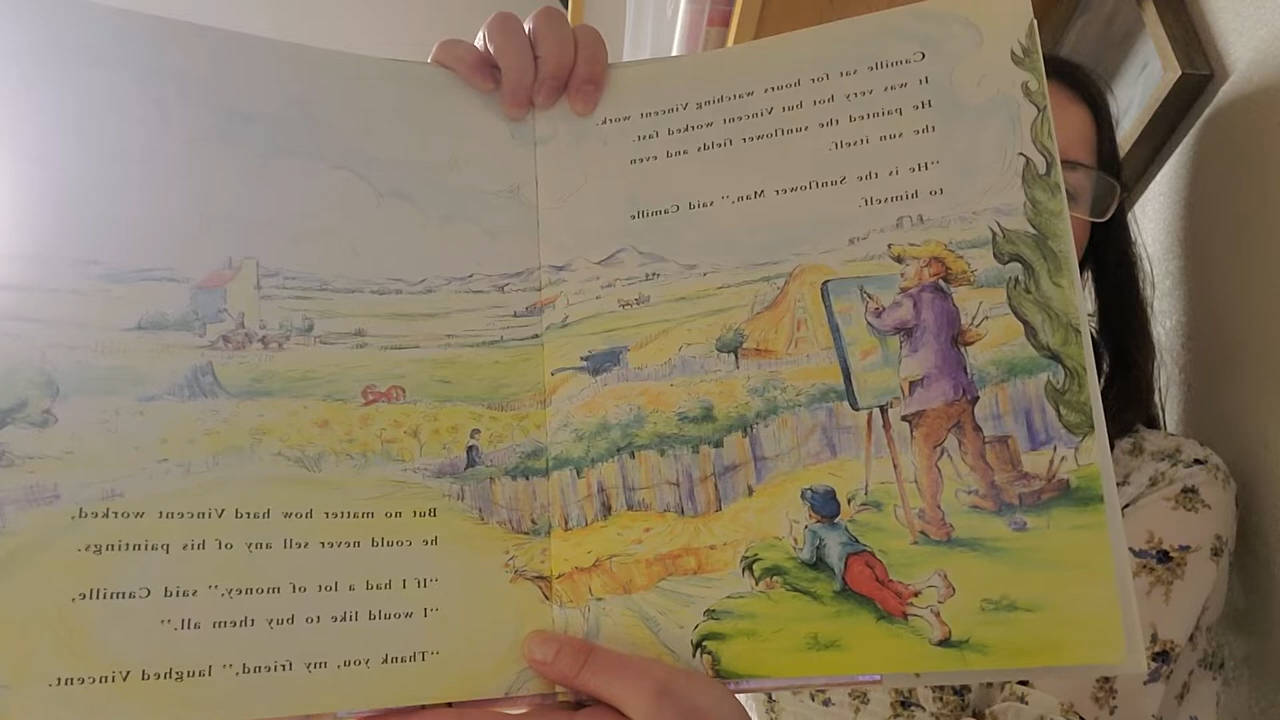 Camille sat for hours watching Vincent work.
It was very hot but Vincent worked fast.
He painted the sunflower fields and even
the sun itself.
“He is the Sunflower Man,” said Camille
to himself.
But no matter how hard Vincent worked,
he could never sell any of his paintings.
“If I had a lot of money,” said Camille,
“I would like to buy them all.”
“Thank you, my friend,” laughed Vincent.